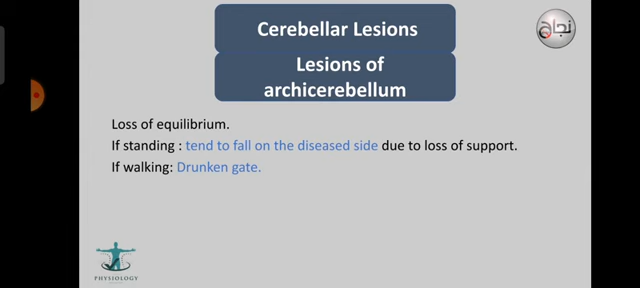 Cerebellar Lesions
نجاح
Lesions of
archicerebellum
Loss of equilibrium.
If standing : tend to fall on the diseased side due to loss of support.
If walking: Drunken gate.
PHYSIOLOGY